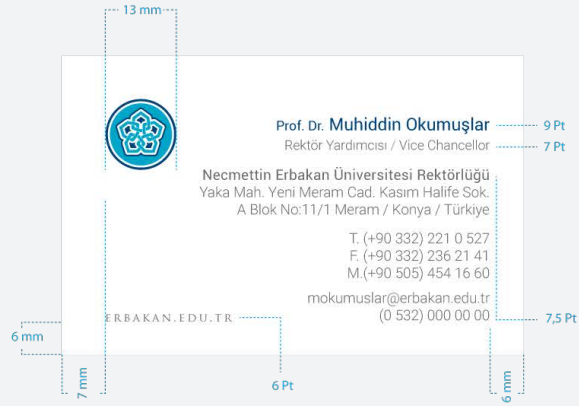 13 mm
Prof. Dr. Muhiddin Okumuşlar
9 Pt
Rektör Yardımcısı / Vice Chancellor
7 Pt
Necmettin Erbakan Üniversitesi Rektörlüğü
Yaka Mah. Yeni Meram Cad. Kasım Halife Sok.
A Blok No:11/1 Meram / Konya / Türkiye
T. (+90 332) 221 0 527
F. (+90 332) 236 21 41
M.(+90 505) 454 16 60
mokumuslar@erbakan.edu.tr
(0 532) 000 00 00
ERBAKAN.EDU.TR
7,5 Pt
6 mm
7 mm
6 Pt
6 mm